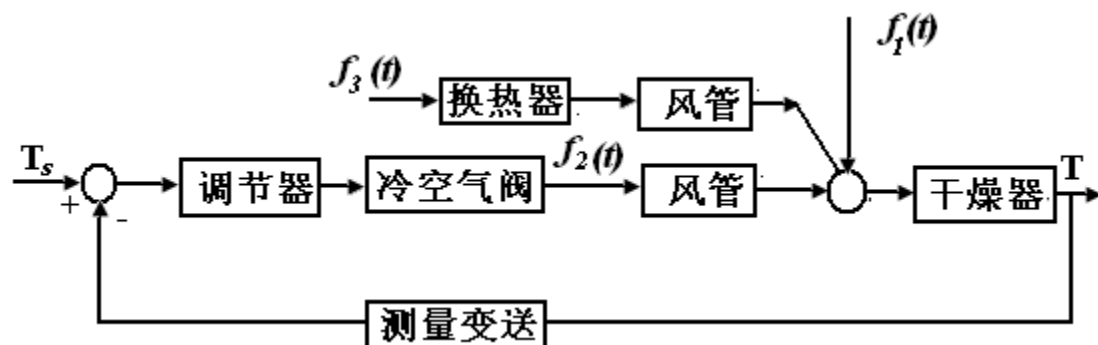 f₁(t)
f₃(t)
换热器
风管
Tₛ
+
-
调节器
冷空气阀
f₂(t)
风管
干燥器
T
测量变送